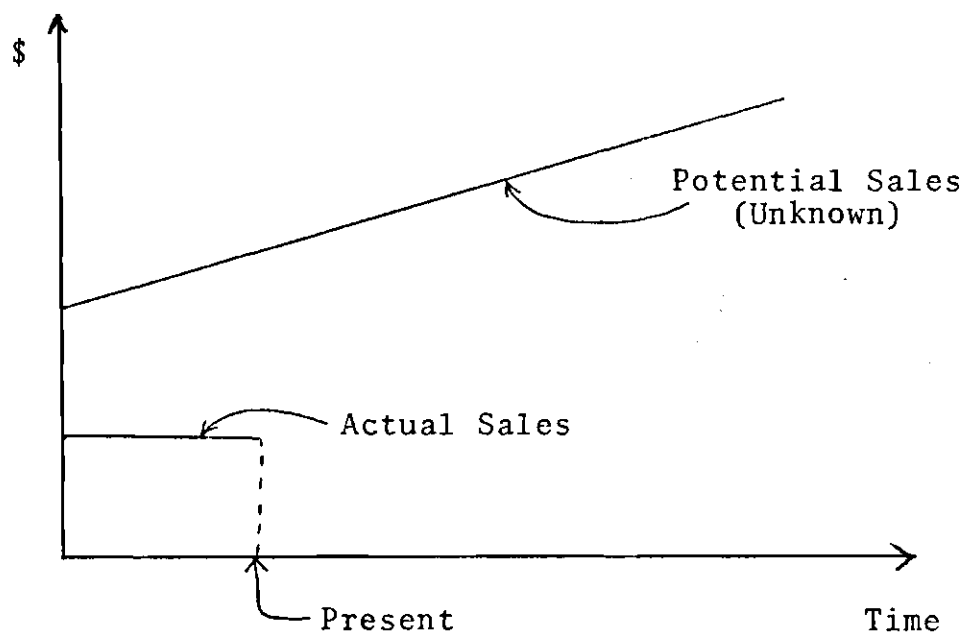 $
Potential Sales
(Unknown)
Actual Sales
Present
Time